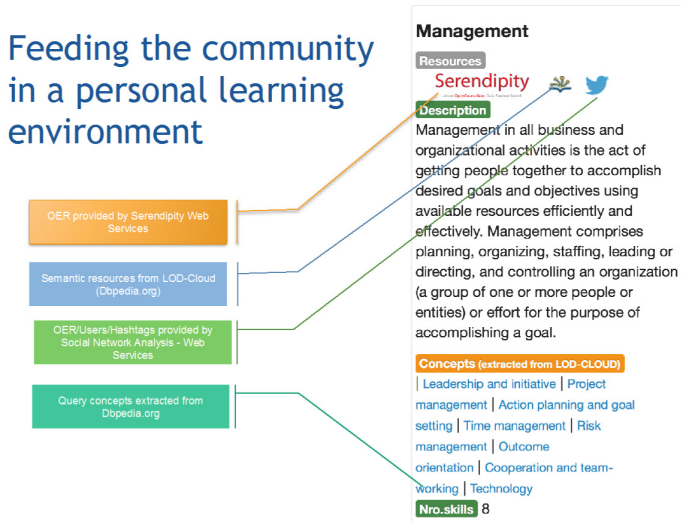 Feeding the community
in a personal learning
environment
OER provided by Serendipity Web
Services
Semantic resources from LOD-Cloud
(Dbpedia.org)
OER/Users/Hashtags provided by
Social Network Analysis - Web
Services
Query concepts extracted from
Dbpedia.org
Management
Resources
Serendipity
Description
Management in all business and
organizational activities is the act of
getting people together to accomplish
desired goals and objectives using
available resources efficiently and
effectively. Management comprises
planning, organizing, staffing, leading or
directing, and controlling an organization
(a group of one or more people or
entities) or effort for the purpose of
accomplishing a goal.
Concepts (extracted from LOD-CLOUD)
| Leadership and initiative | Project
management | Action planning and goal
setting | Time management | Risk
management | Outcome
orientation | Cooperation and team-
working | Technology
Nro.skills 8